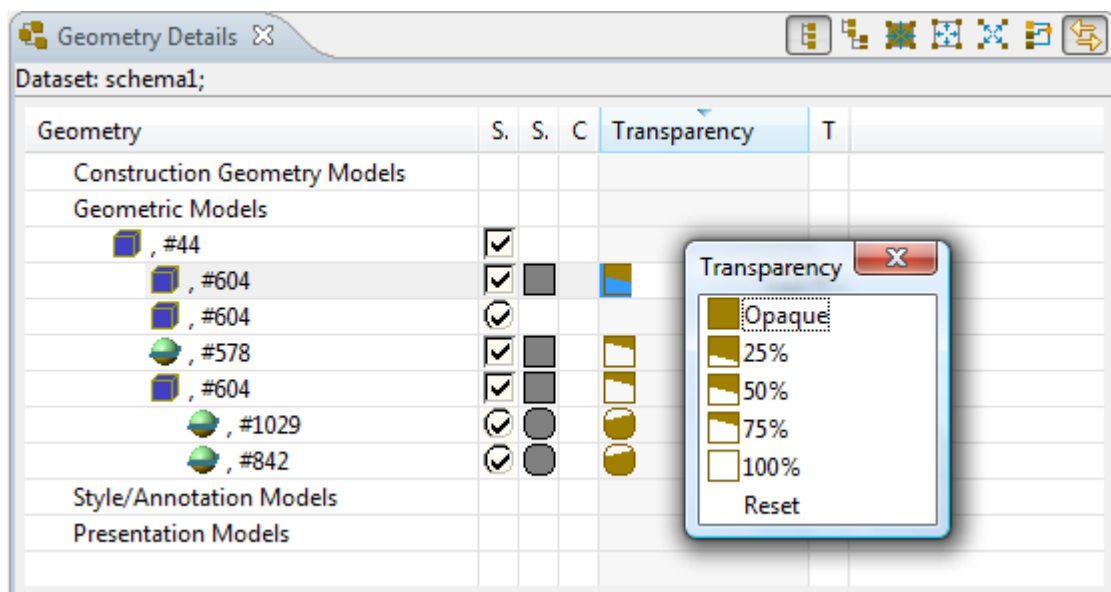 Geometry Details
Dataset: schema1;
Geometry S. S. C Transparency T
Construction Geometry Models
Geometric Models
, #44
, #604
, #604
, #578
, #604
, #1029
, #842
Style/Annotation Models
Presentation Models
Transparency
Opaque
25%
50%
75%
100%
Reset